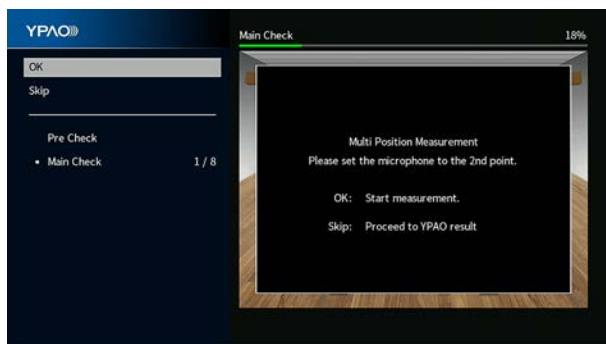 YPAO
OK
Skip
Pre Check
• Main Check 1 / 8
Main Check 18%
Multi Position Measurement
Please set the microphone to the 2nd point.
OK: Start measurement.
Skip: Proceed to YPAO result